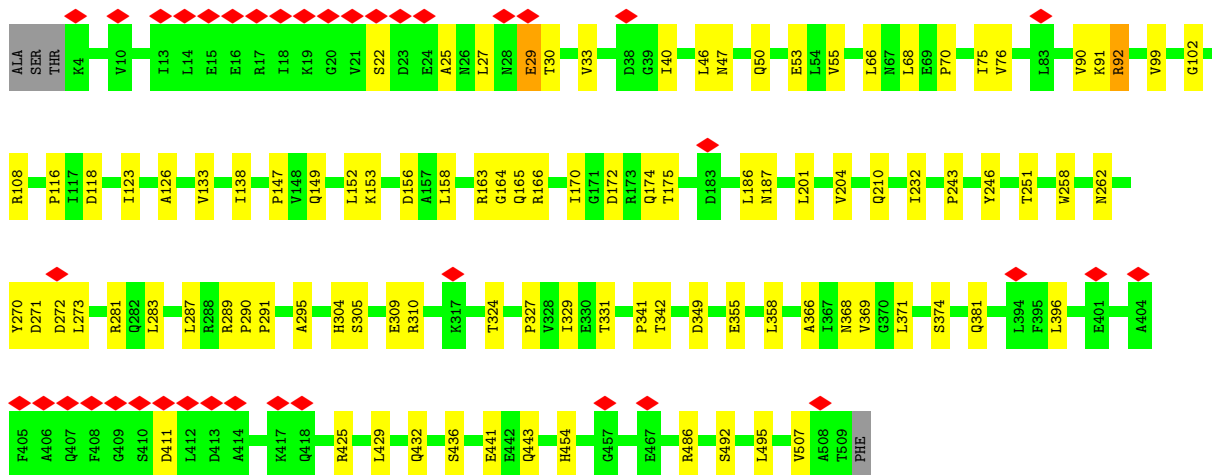 ALA SER THR K4 V10 I13 L14 E15 E16 R17 I18 K19 G20 V21 S22 D23 E24 A25 N26 L27 N28 E29 T30 V33 D38 G39 I40 L46 N47 Q50 E53 L54 V55 L66 N67 L68 E69 P70 I75 V76 L83 V90 K91 R92 V99 G102
R108 P116 I117 D118 I123 A126 V133 I138 P147 V148 Q149 L152 K153 D156 A157 L158 R163 G164 Q165 R166 I170 G171 D172 R173 Q174 T175 D183 L186 N187 L201 V204 Q210 I232 P243 Y246 T251 W258 N262
Y270 D271 D272 L273 R281 Q282 L283 L287 R288 R289 P290 P291 A295 H304 S305 E309 R310 K317 T324 P327 V328 I329 E330 T331 P341 T342 D349 E355 L358 A366 I367 N368 V369 G370 L371 S374 Q381 L394 F395 L396 E401 A404
F405 A406 Q407 F408 G409 S410 D411 L412 D413 A414 K417 Q418 R425 L429 Q432 S436 E441 E442 Q443 H454 G457 E467 R486 S492 L495 V507 A508 T509 PHE